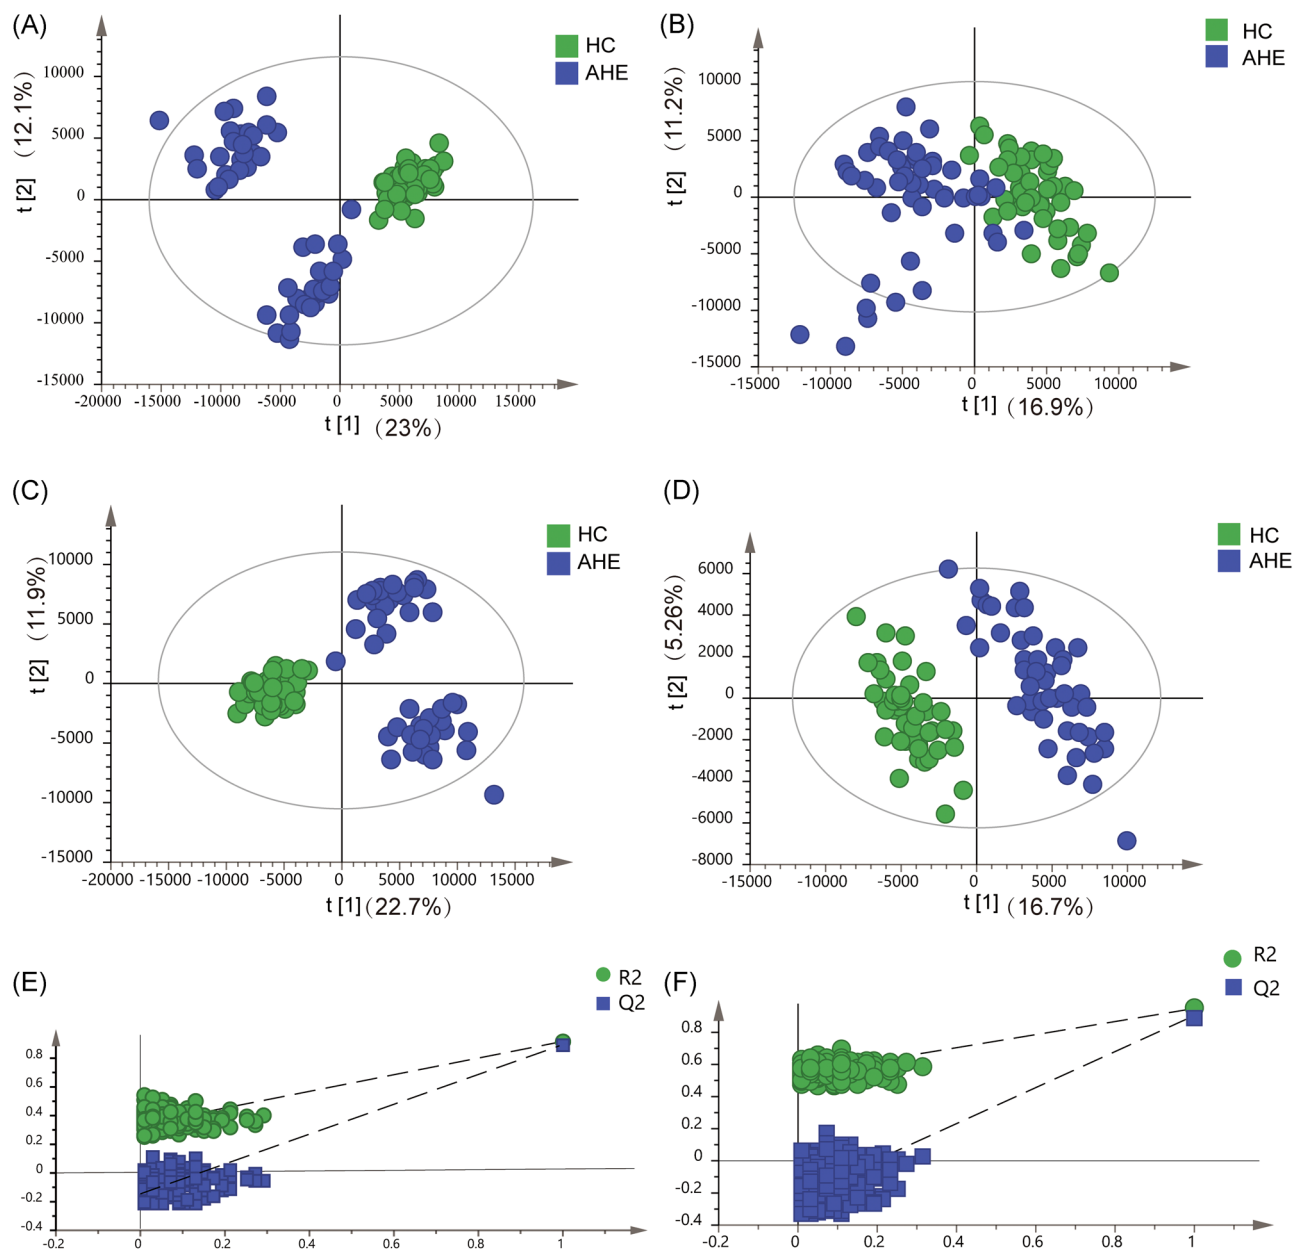 (A)
HC
AHE
t [2] (12.1%)
10000
5000
0
-5000
-10000
-15000
-20000 -15000 -10000 -5000 0 5000 10000 15000
t [1] (23%)
(B)
HC
AHE
t [2] (11.2%)
10000
5000
0
-5000
-10000
-15000
-15000 -10000 -5000 0 5000 10000
t [1] (16.9%)
(C)
HC
AHE
t [2] (11.9%)
10000
5000
0
-5000
-10000
-15000
-20000 -15000 -10000 -5000 0 5000 10000 15000
t [1] (22.7%)
(D)
HC
AHE
t [2] (5.26%)
6000
4000
2000
0
-2000
-4000
-6000
-8000
-15000 -10000 -5000 0 5000 10000
t [1] (16.7%)
(E)
R2
Q2
0.8
0.6
0.4
0.2
0
-0.2
-0.4
-0.2 0 0.2 0.4 0.6 0.8 1
(F)
R2
Q2
0.8
0.6
0.4
0.2
0
-0.2
-0.4
-0.2 0 0.2 0.4 0.6 0.8 1